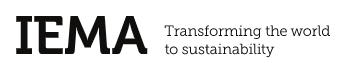 IEMA
Transforming the world
to sustainability